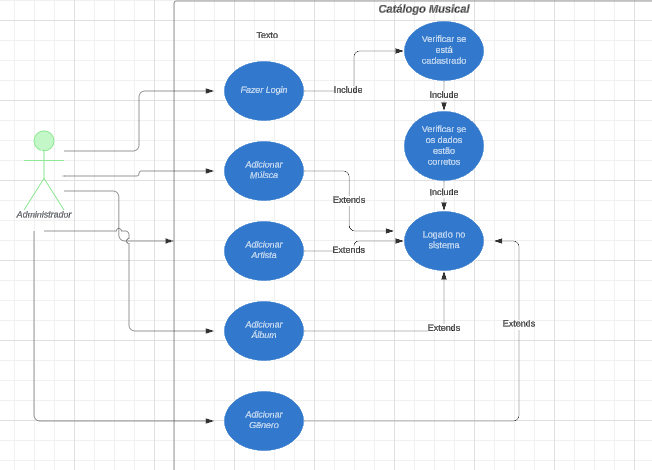 Catálogo Musical
Texto
Verificar se
está
cadastrado
Fazer Login
Include
Include
Verificar se
os dados
estão
corretos
Adicionar
Múisca
Include
Extends
Administrador
Adicionar
Artista
Extends
Logado no
sistema
Adicionar
Álbum
Extends
Extends
Adicionar
Gênero